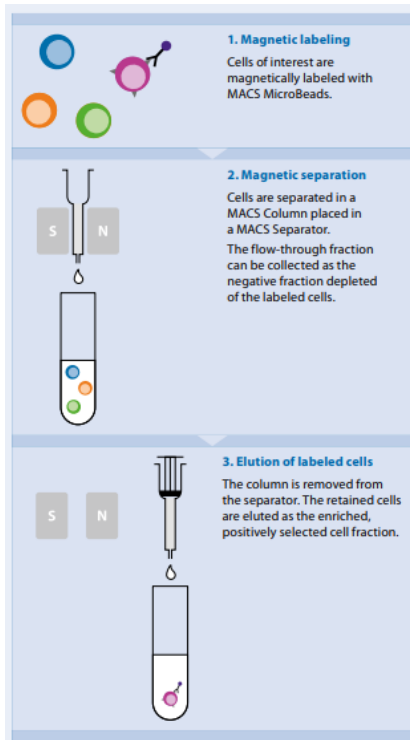 1. Magnetic labeling
Cells of interest are
magnetically labeled with
MACS MicroBeads.
2. Magnetic separation
Cells are separated in a
MACS Column placed in
a MACS Separator.
The flow-through fraction
can be collected as the
negative fraction depleted
of the labeled cells.
S N
3. Elution of labeled cells
The column is removed from
the separator. The retained cells
are eluted as the enriched,
positively selected cell fraction.
S N